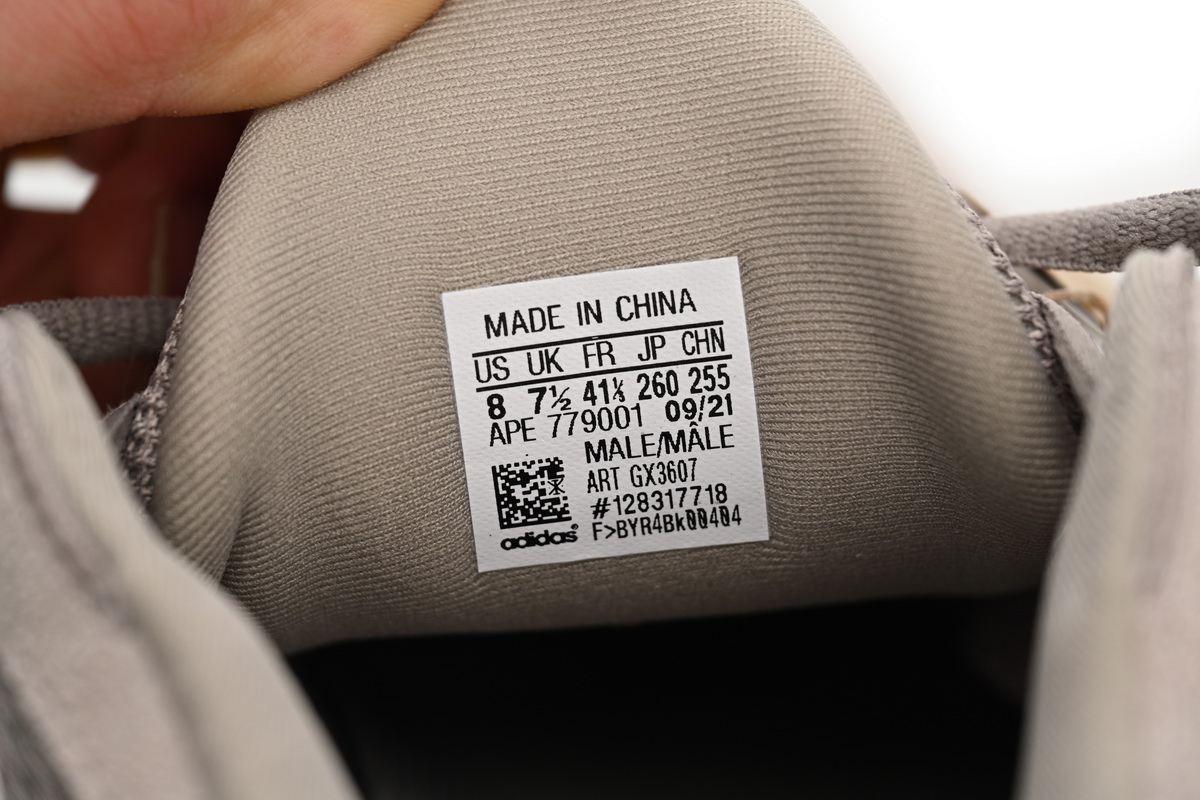 MADE IN CHINA
US UK FR JP CHN
8 7½ 41⅓ 260 255
APE 779001 09/21
MALE/MÂLE
ART GX3607
#128317718
F>BYR4Bk00404
adidas®